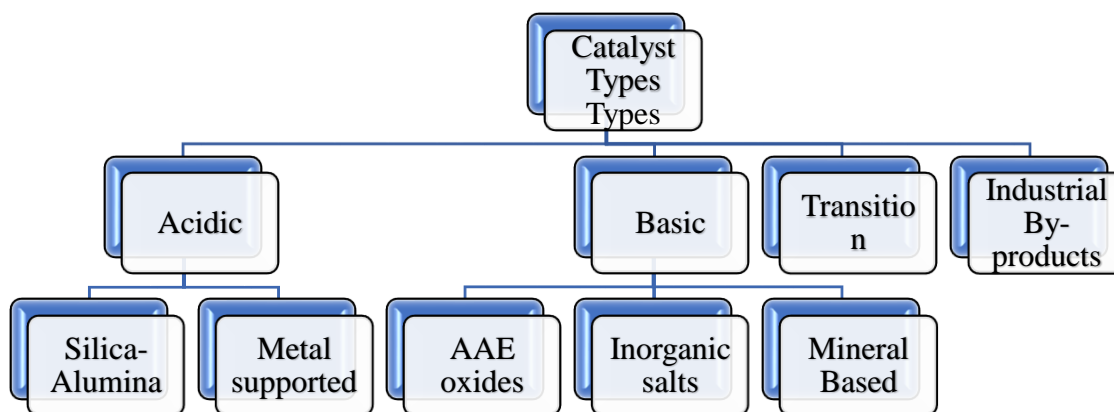 Catalyst
Types
Types
Acidic
Basic
Transitio
n
Industrial
By-
products
Silica-
Alumina
Metal
supported
AAE
oxides
Inorganic
salts
Mineral
Based